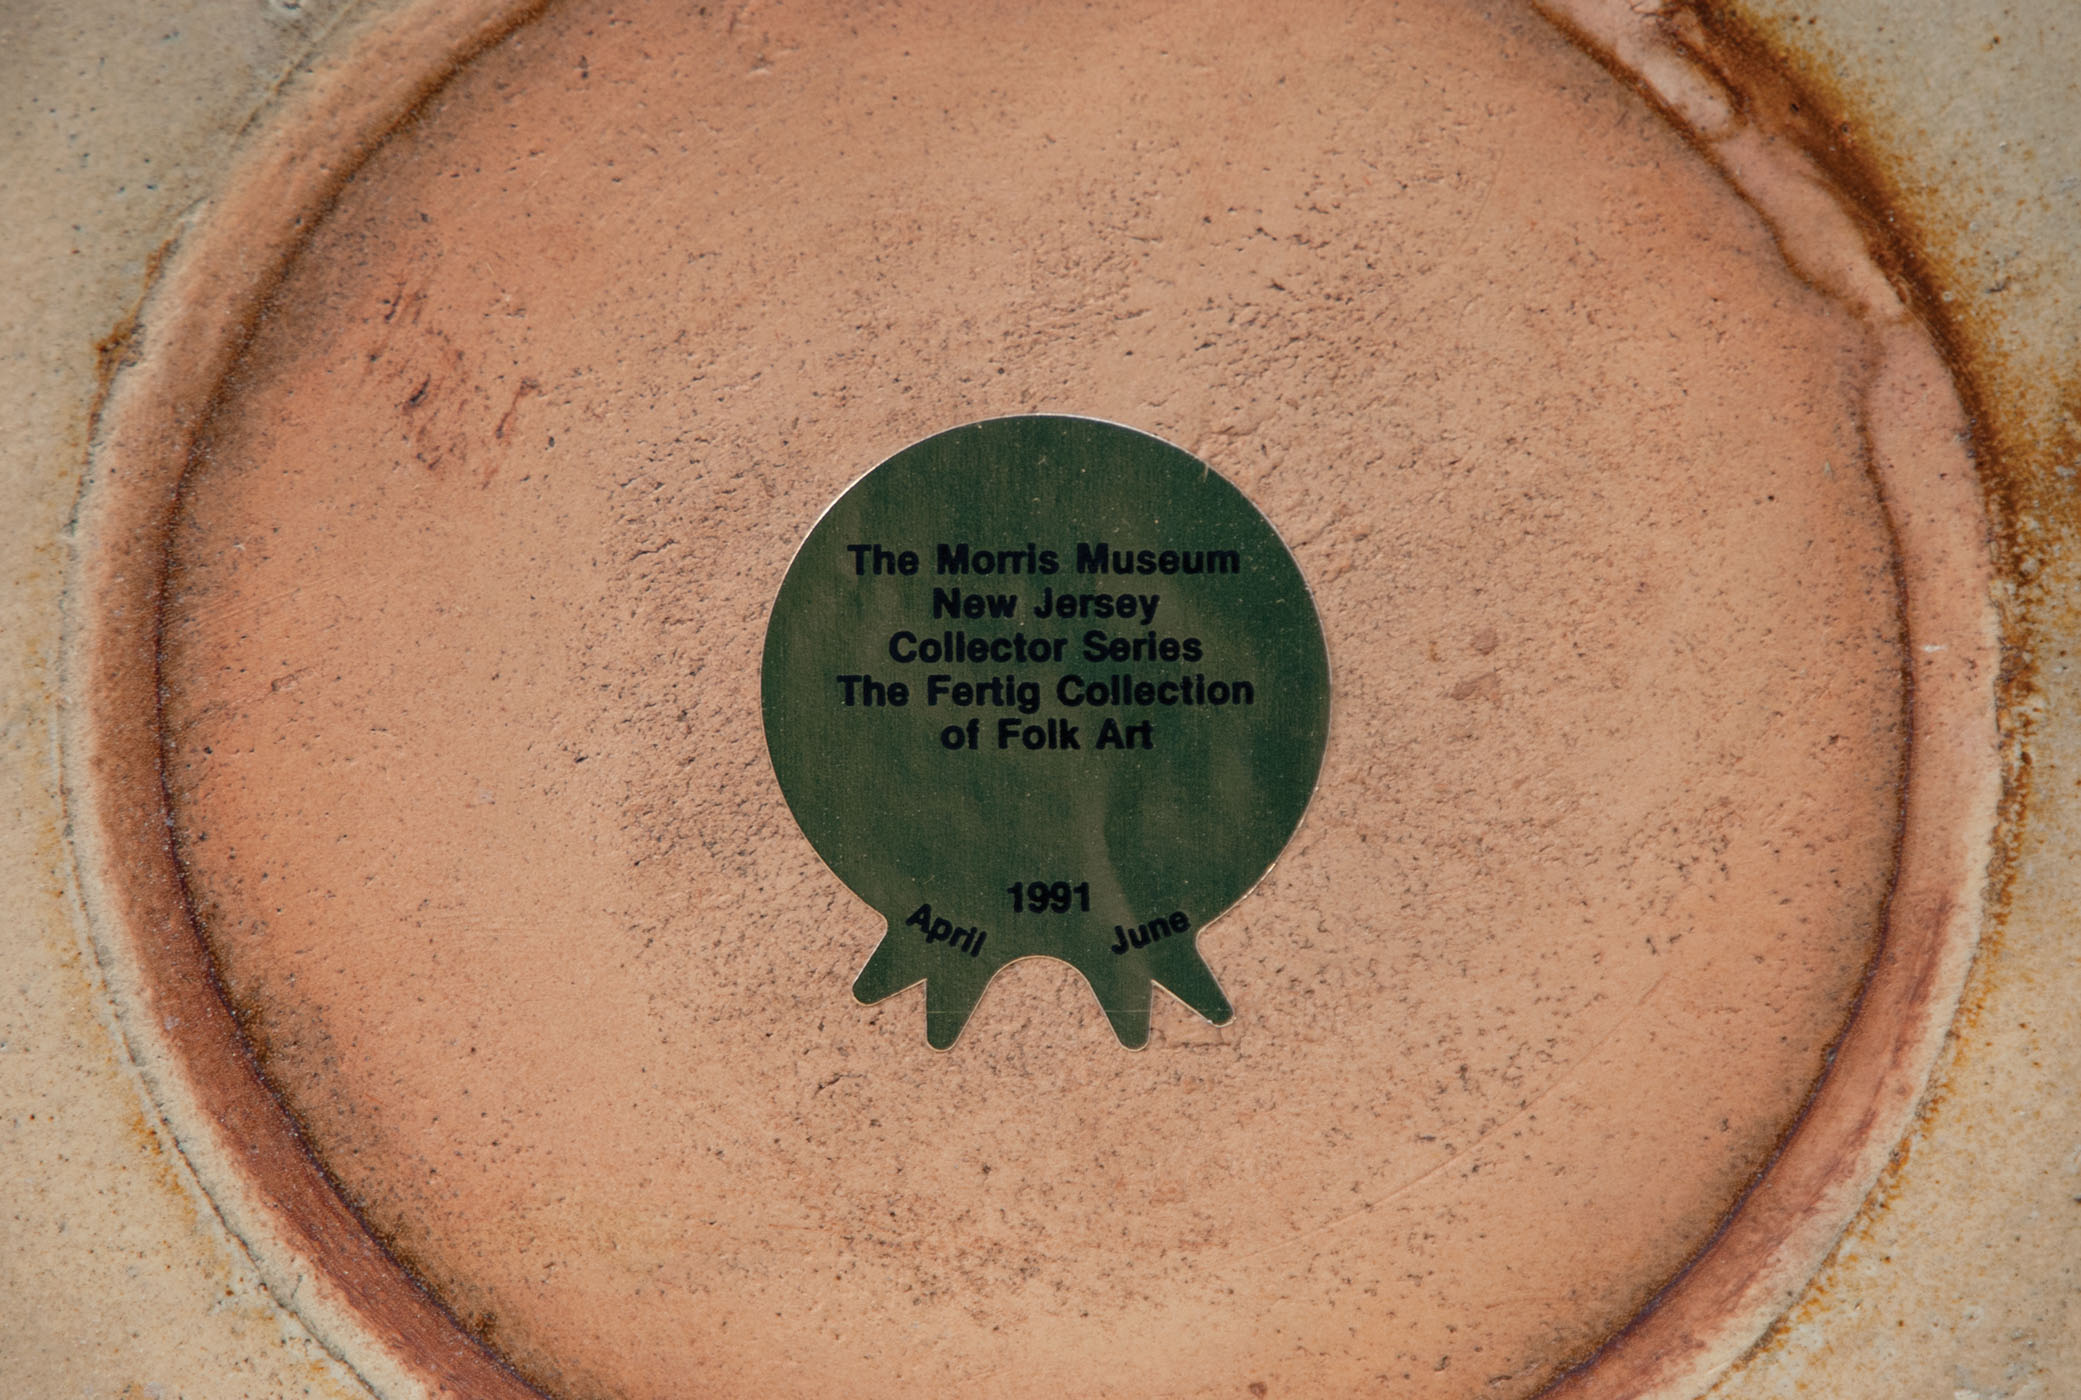 The Morris Museum
New Jersey
Collector Series
The Fertig Collection
of Folk Art
1991
April June